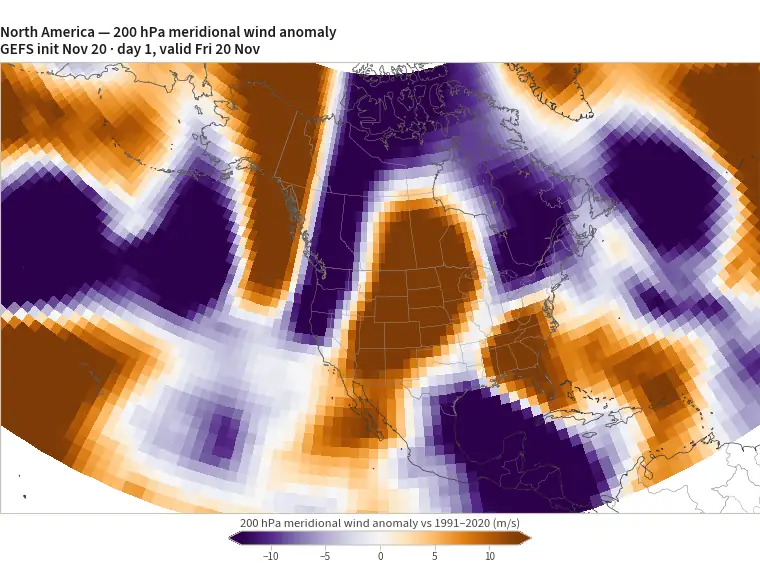 North America — 200 hPa meridional wind anomaly
GEFS init Nov 20 · day 1, valid Fri 20 Nov
200 hPa meridional wind anomaly vs 1991–2020 (m/s)
−10 −5 0 5 10